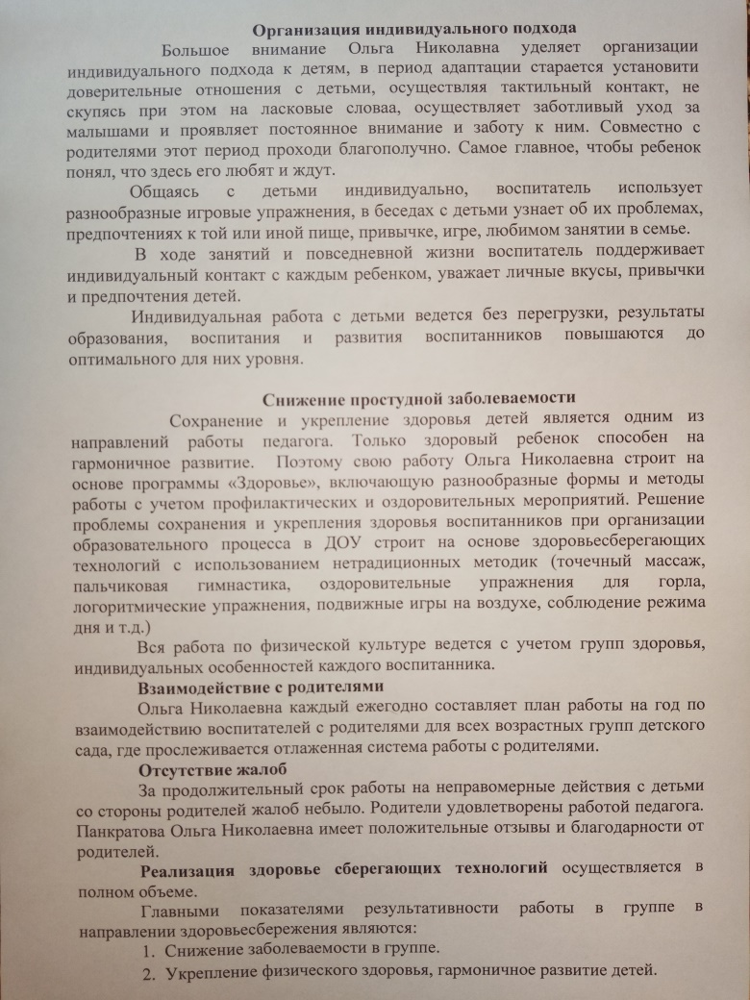 Организация индивидуального подхода
Большое внимание Ольга Николавна уделяет организации
индивидуального подхода к детям, в период адаптации старается установити
доверительные отношения с детьми, осуществляя тактильный контакт, не
скупясь при этом на ласковые словаа, осуществляет заботливый уход за
малышами и проявляет постоянное внимание и заботу к ним. Совместно с
родителями этот период проходи благополучно. Самое главное, чтобы ребенок
понял, что здесь его любят и ждут.
Общаясь с детьми индивидуально, воспитатель использует
разнообразные игровые упражнения, в беседах с детьми узнает об их проблемах,
предпочтениях к той или иной пище, привычке, игре, любимом занятии в семье.
В ходе занятий и повседневной жизни воспитатель поддерживает
индивидуальный контакт с каждым ребенком, уважает личные вкусы, привычки
и предпочтения детей.
Индивидуальная работа с детьми ведется без перегрузки, результаты
образования, воспитания и развития воспитанников повышаются до
оптимального для них уровня.
Снижение простудной заболеваемости
Сохранение и укрепление здоровья детей является одним из
направлений работы педагога. Только здоровый ребенок способен на
гармоничное развитие. Поэтому свою работу Ольга Николаевна строит на
основе программы «Здоровье», включающую разнообразные формы и методы
работы с учетом профилактических и оздоровительных мероприятий. Решение
проблемы сохранения и укрепления здоровья воспитанников при организации
образовательного процесса в ДОУ строит на основе здоровьесберегающих
технологий с использованием нетрадиционных методик (точечный массаж,
пальчиковая гимнастика, оздоровительные упражнения для горла,
логоритмические упражнения, подвижные игры на воздухе, соблюдение режима
дня и т.д.)
Вся работа по физической культуре ведется с учетом групп здоровья,
индивидуальных особенностей каждого воспитанника.
Взаимодействие с родителями
Ольга Николаевна каждый ежегодно составляет план работы на год по
взаимодействию воспитателей с родителями для всех возрастных групп детского
сада, где прослеживается отлаженная система работы с родителями.
Отсутствие жалоб
За продолжительный срок работы на неправомерные действия с детьми
со стороны родителей жалоб небыло. Родители удовлетворены работой педагога.
Панкратова Ольга Николаевна имеет положительные отзывы и благодарности от
родителей.
Реализация здоровье сберегающих технологий осуществляется в
полном объеме.
Главными показателями результативности работы в группе в
направлении здоровьесбережения являются:
1. Снижение заболеваемости в группе.
2. Укрепление физического здоровья, гармоничное развитие детей.